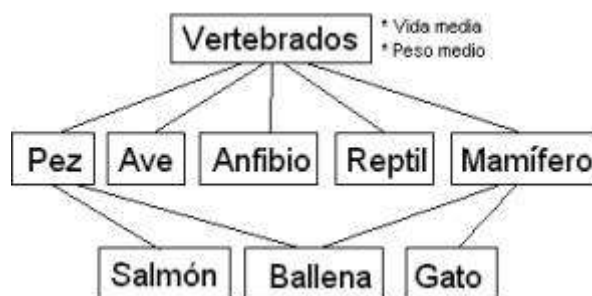 Vertebrados
* Vida media
* Peso medio
Pez
Ave
Anfibio
Reptil
Mamífero
Salmón
Ballena
Gato